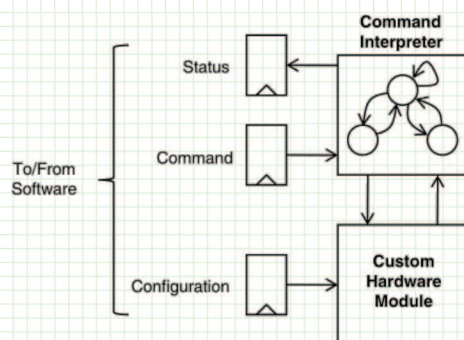 Command
Interpreter
Status
Command
To/From
Software
Configuration
Custom
Hardware
Module